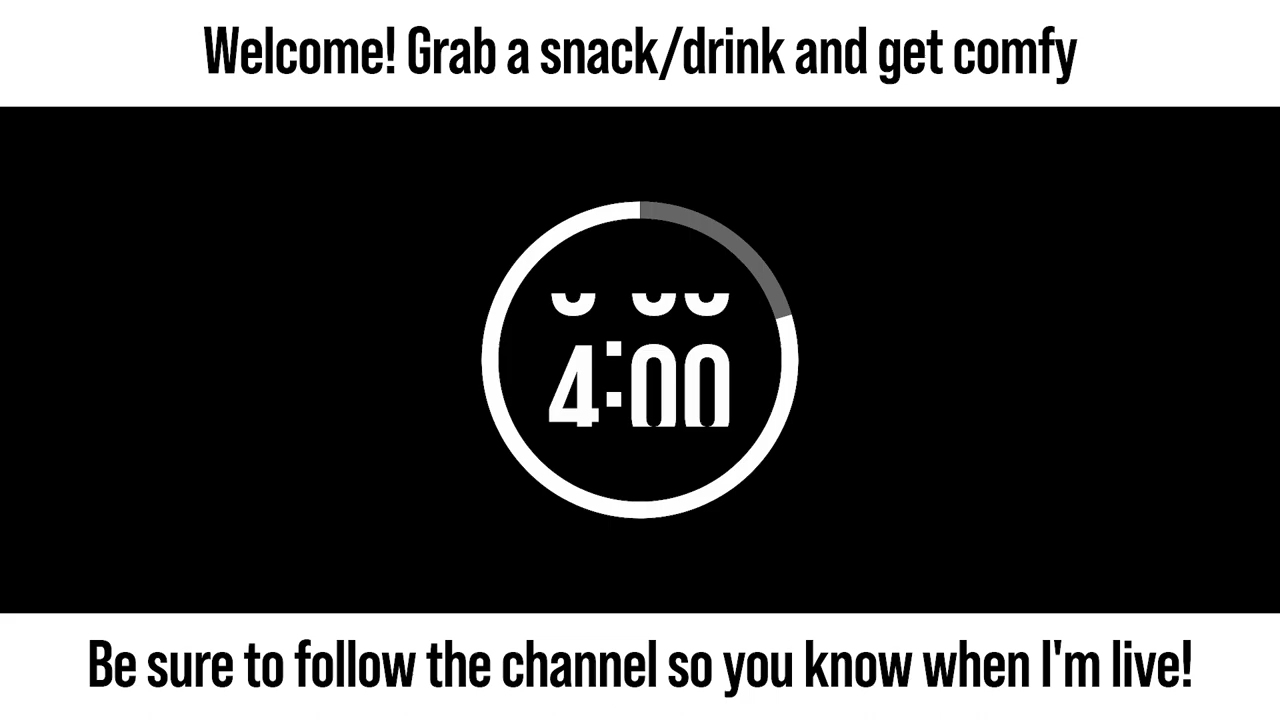 Welcome! Grab a snack/drink and get comfy
4:00
Be sure to follow the channel so you know when I'm live!